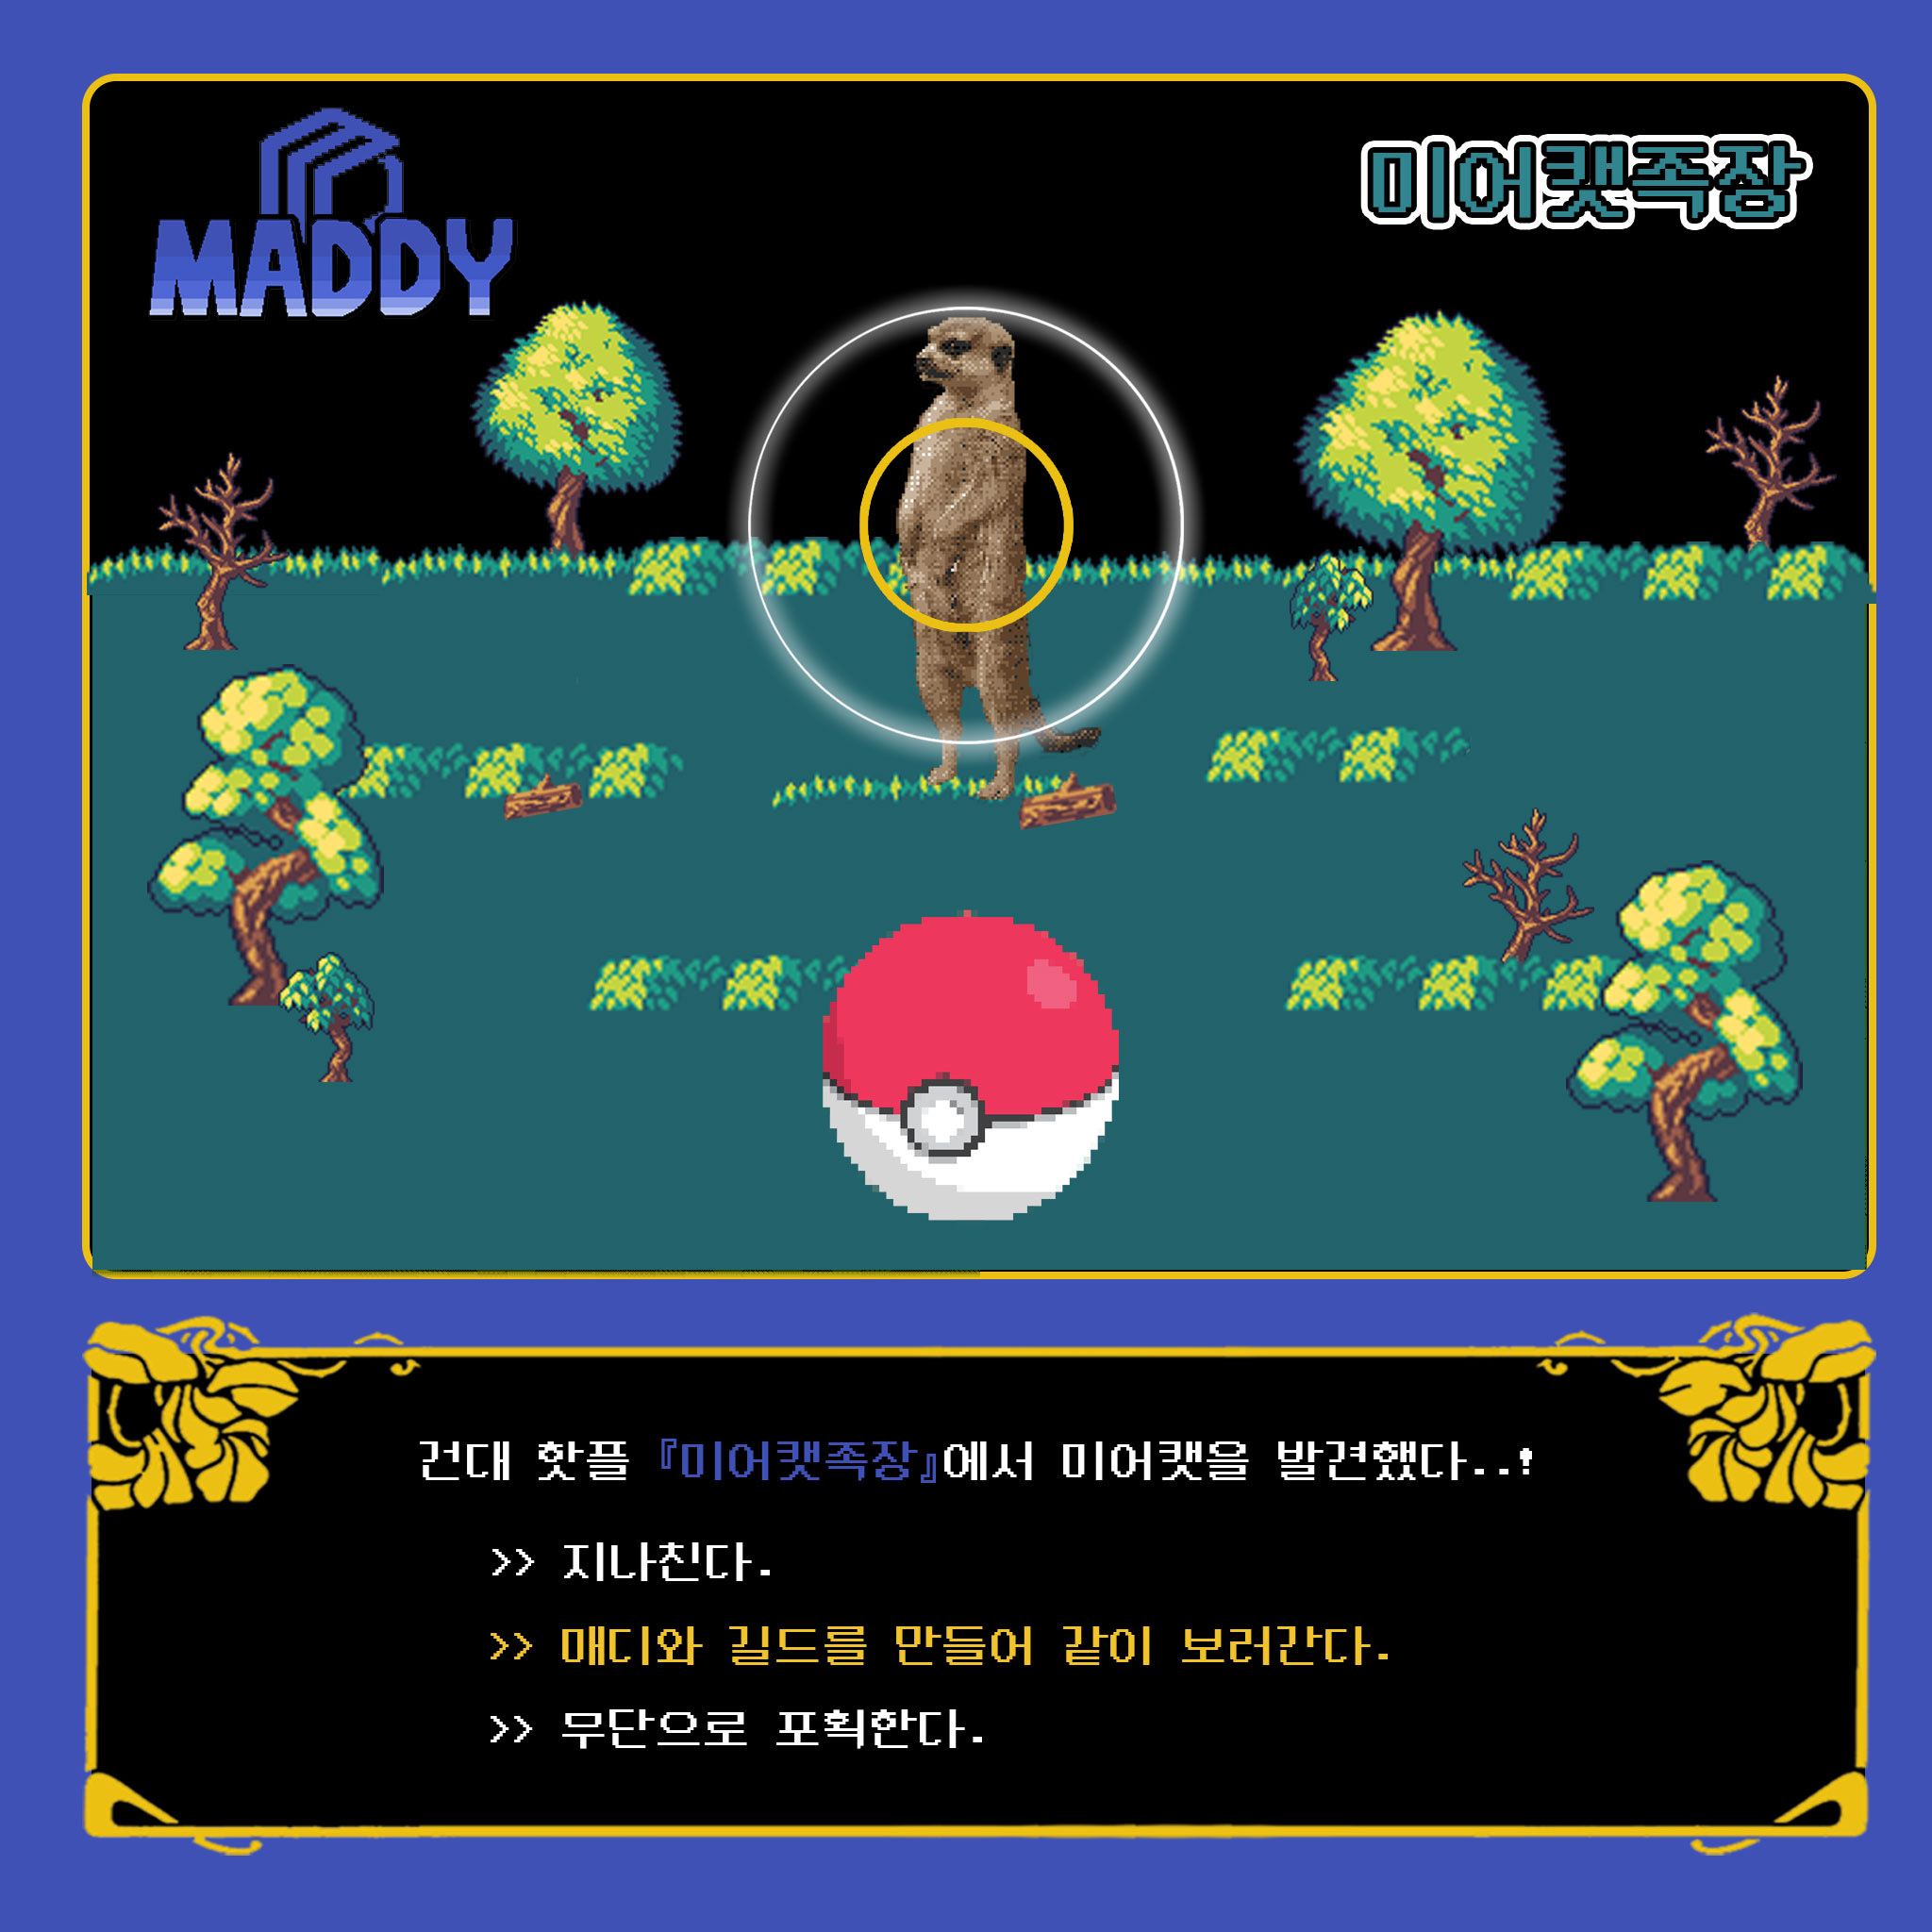 MADDY
미어캣족장
건대 핫플 『미어캣족장』에서 미어캣을 발견했다..!
>> 지나친다.
>> 매디와 길드를 만들어 같이 보러간다.
>> 무단으로 포획한다.